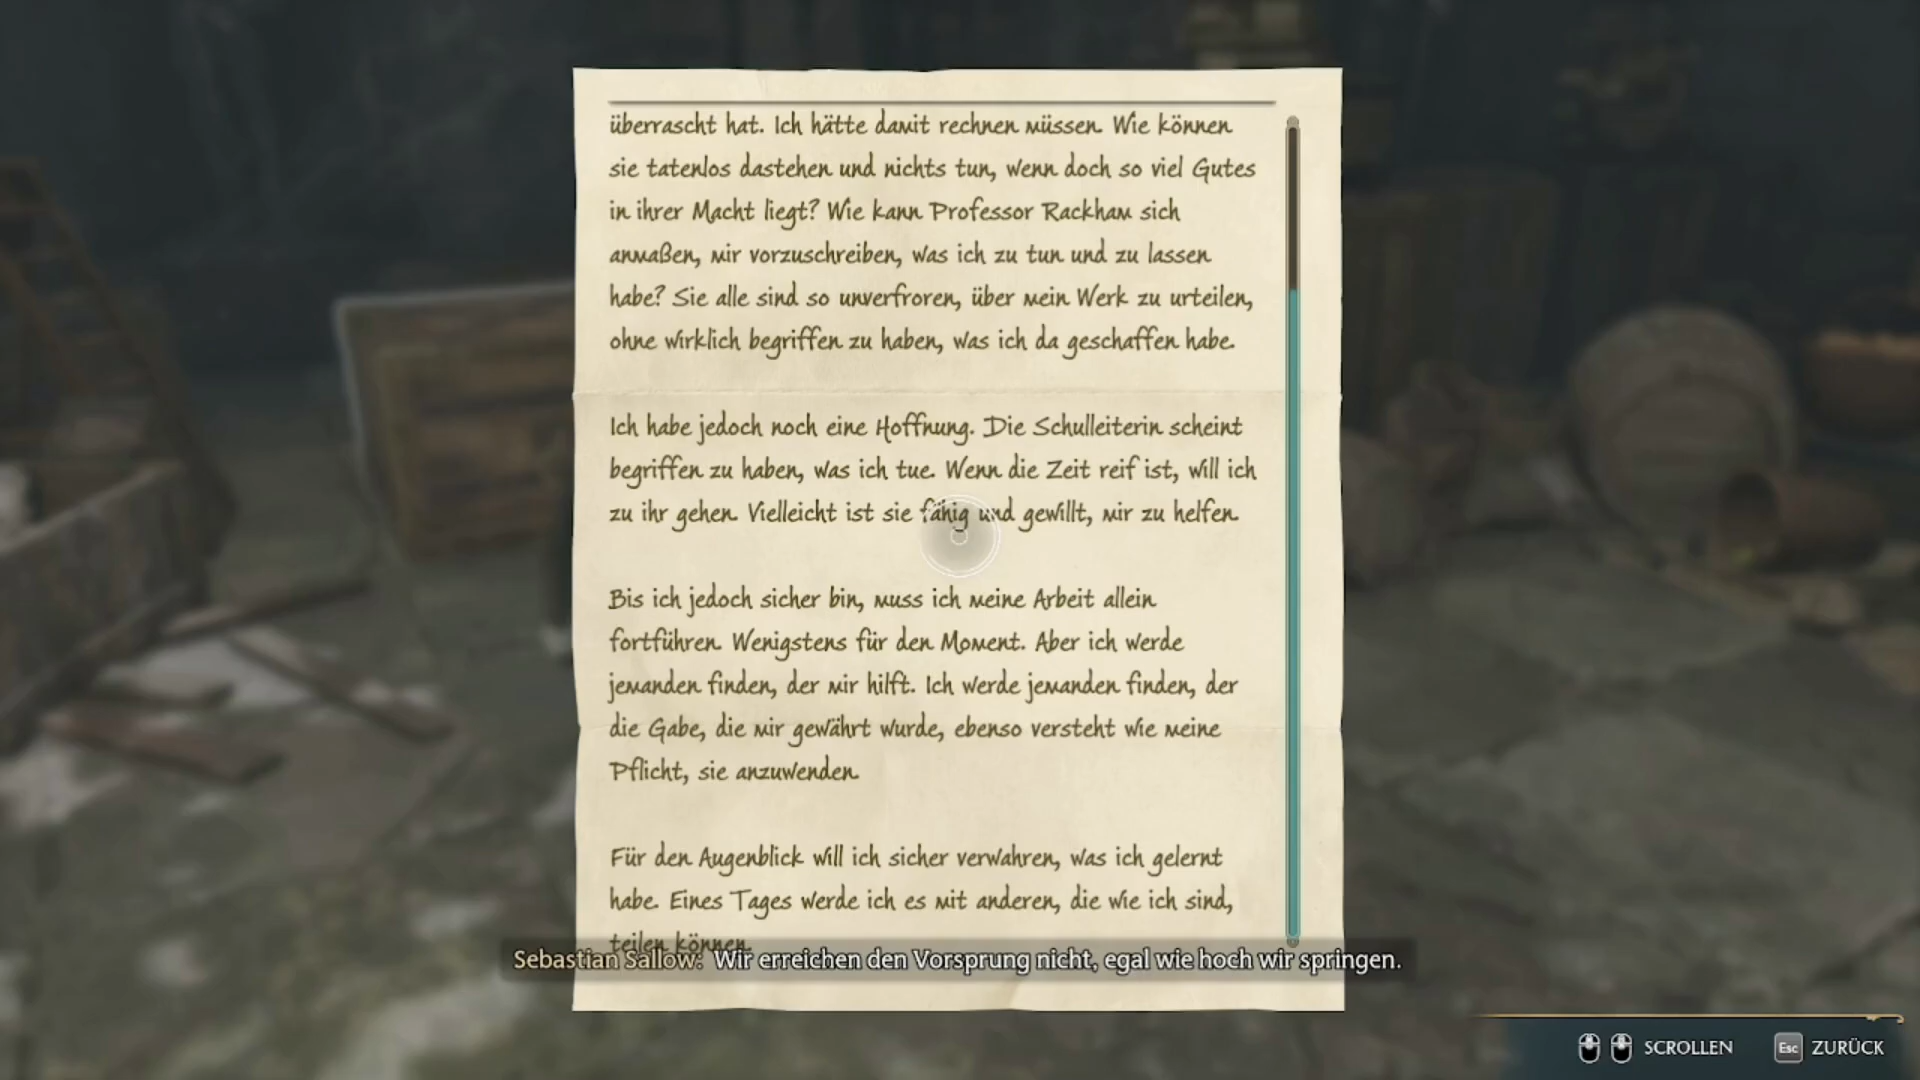 überrascht hat. Ich hätte damit rechnen müssen. Wie können
sie tatenlos dastehen und nichts tun, wenn doch so viel Gutes
in ihrer Macht liegt? Wie kann Professor Rackham sich
anmaßen, mir vorzuschreiben, was ich zu tun und zu lassen
habe? Sie alle sind so unverfroren, über mein Werk zu urteilen,
ohne wirklich begriffen zu haben, was ich da geschaffen habe.
Ich habe jedoch noch eine Hoffnung. Die Schulleiterin scheint
begriffen zu haben, was ich tue. Wenn die Zeit reif ist, will ich
zu ihr gehen. Vielleicht ist sie fähig und gewillt, mir zu helfen.
Bis ich jedoch sicher bin, muss ich meine Arbeit allein
fortführen. Wenigstens für den Moment. Aber ich werde
jemanden finden, der mir hilft. Ich werde jemanden finden, der
die Gabe, die mir gewährt wurde, ebenso versteht wie meine
Pflicht, sie anzuwenden.
Für den Augenblick will ich sicher verwahren, was ich gelernt
habe. Eines Tages werde ich es mit anderen, die wie ich sind,
teilen können.
Sebastian Sallow: Wir erreichen den Vorsprung nicht, egal wie hoch wir springen.
SCROLLEN
Esc ZURÜCK